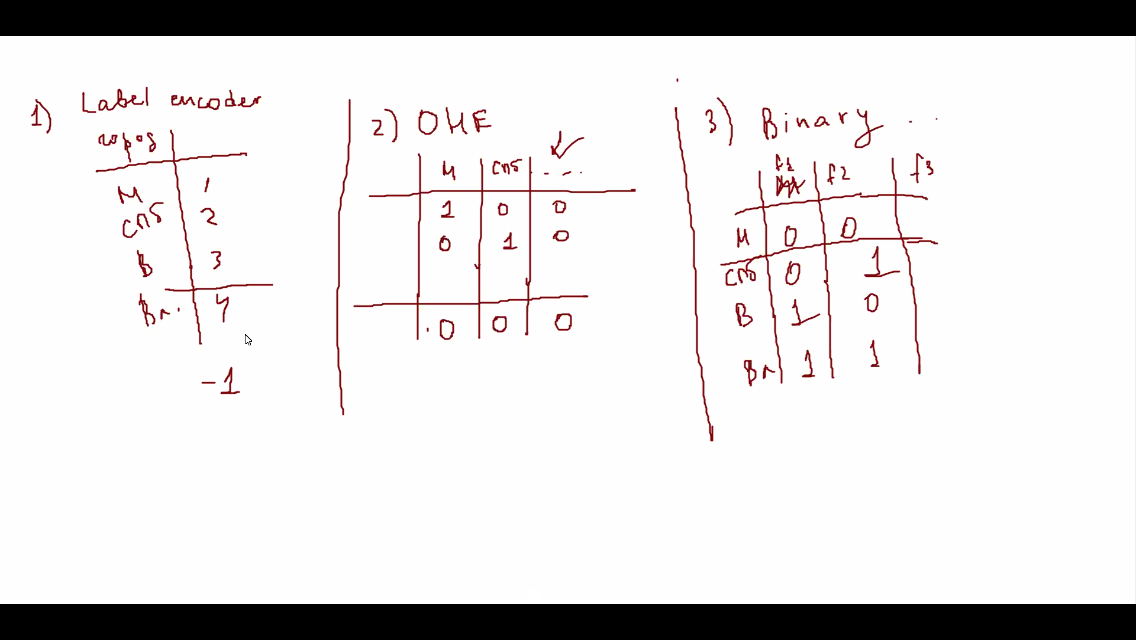 1) Label encoder
город
М 1
СПб 2
В 3
Вл. 4
-1
2) OHE
М СПб ....
1 0 0
0 1 0
0 0 0
3) Binary ...
f1 f2 f3
М 0 0
СПб 0 1
В 1 0
Вл 1 1